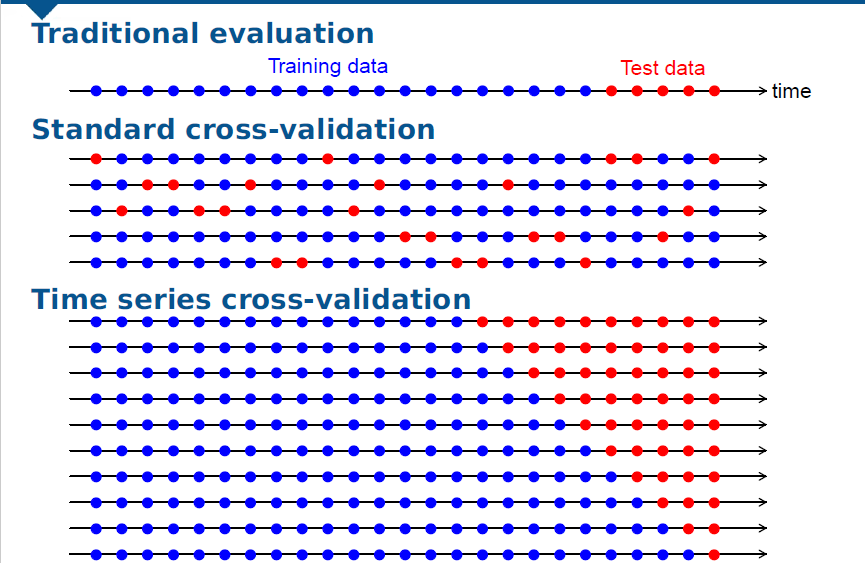 Traditional evaluation
Training data
Test data
time
Standard cross-validation
Time series cross-validation